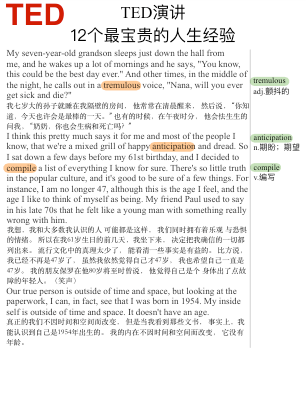 TED
TED演讲
12个最宝贵的人生经验
My seven-year-old grandson sleeps just down the hall from
me, and he wakes up a lot of mornings and he says, "You know,
this could be the best day ever." And other times, in the middle of
the night, he calls out in a tremulous voice, "Nana, will you ever
get sick and die?"
tremulous
adj.颤抖的
我七岁大的孙子就睡在我隔壁的房间， 他常常在清晨醒来， 然后说， “你知
道， 今天也许会是最棒的一天。” 也有的时候， 在午夜时分， 他会怯生生的
问我， “奶奶， 你也会生病和死亡吗？”
I think this pretty much says it for me and most of the people I
know, that we're a mixed grill of happy anticipation and dread. So
I sat down a few days before my 61st birthday, and I decided to
compile a list of everything I know for sure. There's so little truth
in the popular culture, and it's good to be sure of a few things. For
instance, I am no longer 47, although this is the age I feel, and the
age I like to think of myself as being. My friend Paul used to say
in his late 70s that he felt like a young man with something really
wrong with him.
anticipation
n.期盼； 期望
compile
v.编写
我想， 我和大多数我认识的人 可能都是这样， 我们同时拥有着乐观 与恐惧
的情绪。 所以在我61岁生日的前几天， 我坐下来， 决定把我确信的一切都
列出来。 流行文化中的真理太少了， 能看清一些事实是有益的。 比方说，
我已经不再是47岁了， 虽然我依然觉得自己才47岁， 我也希望自己一直是
47岁。 我的朋友保罗在他80岁将至时曾说， 他觉得自己是个 身体出了点故
障的年轻人。 （笑声）
Our true person is outside of time and space, but looking at the
paperwork, I can, in fact, see that I was born in 1954. My inside
self is outside of time and space. It doesn't have an age.
真正的我们不因时间和空间而改变， 但是当我看到那些文书， 事实上， 我
能认识到自己是1954年出生的。 我的内在不因时间和空间而改变， 它没有
年龄。